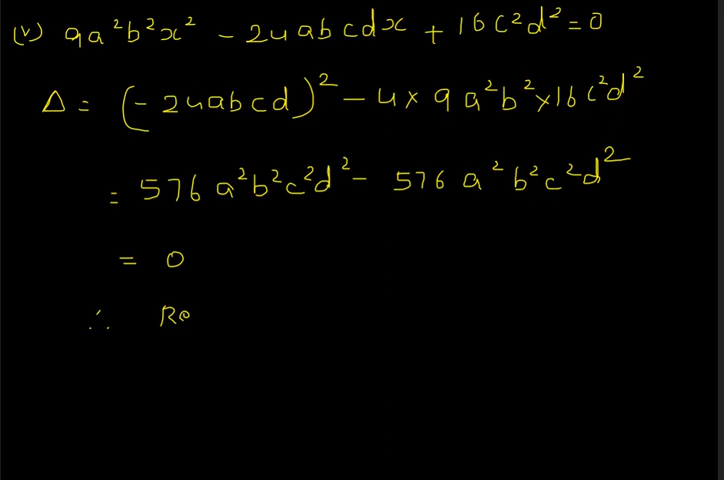 (v) 9a²b²x² - 24abcdx + 16c²d² = 0
Δ = (-24abcd)² - 4 × 9a²b² × 16c²d²
= 576a²b²c²d² - 576a²b²c²d²
= 0
∴ Re